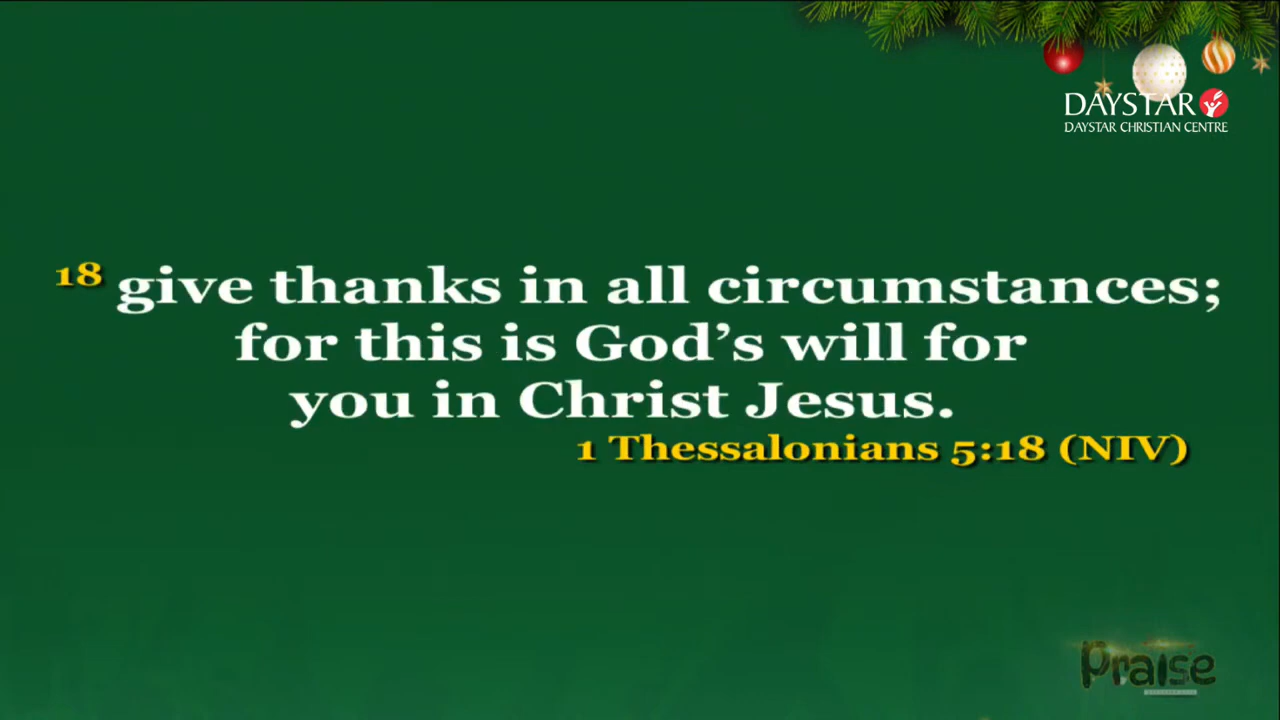 DAYSTAR
DAYSTAR CHRISTIAN CENTRE
18 give thanks in all circumstances;
for this is God’s will for
you in Christ Jesus.
1 Thessalonians 5:18 (NIV)
Praise